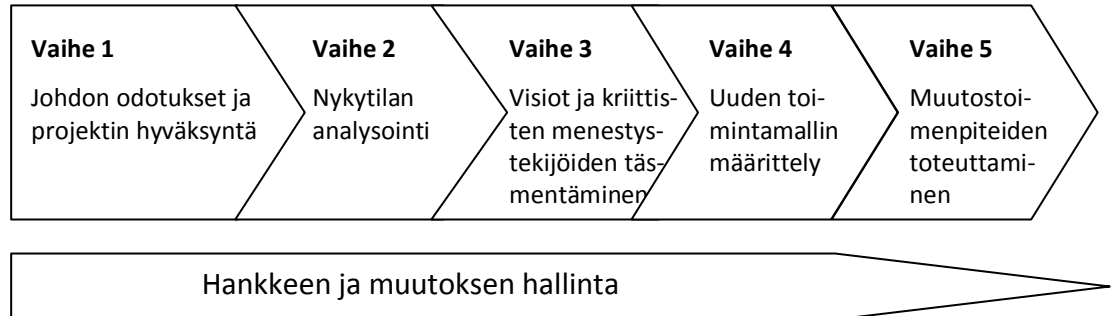 Vaihe 1
Johdon odotukset ja
projektin hyväksyntä
Vaihe 2
Nykytilan
analysointi
Vaihe 3
Visiot ja kriittis-
ten menestys-
tekijöiden täs-
mentäminen
Vaihe 4
Uuden toi-
mintamallin
määrittely
Vaihe 5
Muutostoi-
menpiteiden
toteuttami-
nen
Hankkeen ja muutoksen hallinta